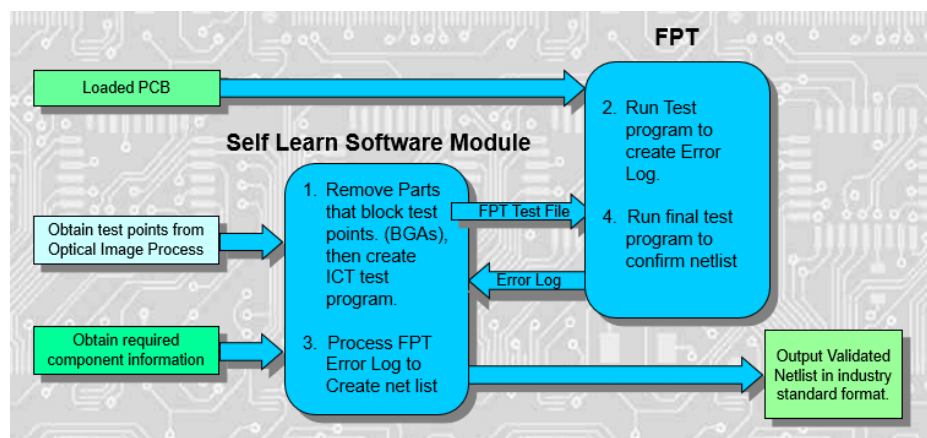 FPT
Loaded PCB
2. Run Test
program to
create Error
Log.
4. Run final test
program to
confirm netlist
Self Learn Software Module
1. Remove Parts
that block test
points. (BGAs),
then create
ICT test
program.
3. Process FPT
Error Log to
Create net list
FPT Test File
Error Log
Obtain test points from
Optical Image Process
Obtain required
component information
Output Validated
Netlist in industry
standard format.